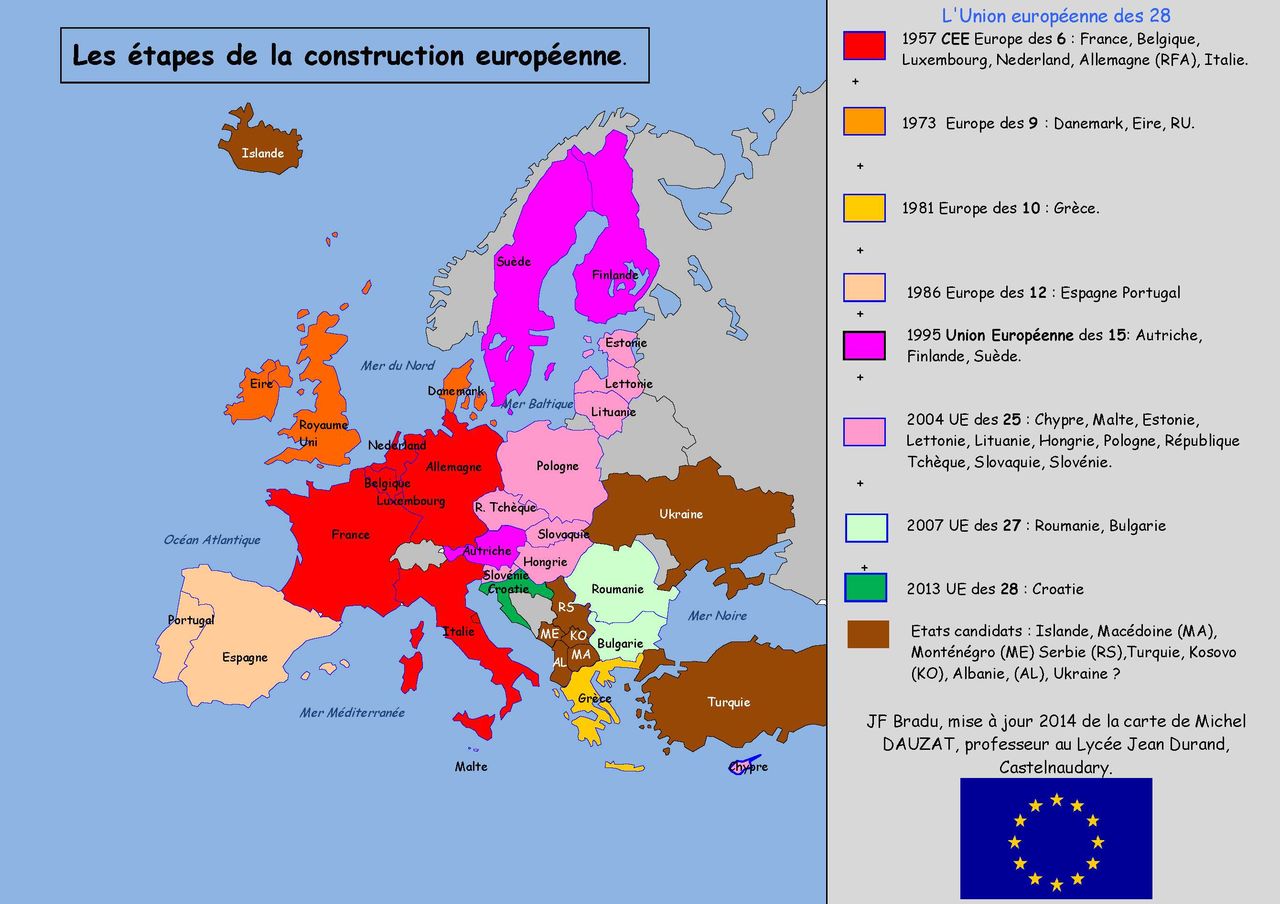 Les étapes de la construction européenne.
L'Union européenne des 28
1957 CEE Europe des 6 : France, Belgique,
Luxembourg, Nederland, Allemagne (RFA), Italie.
+
1973 Europe des 9 : Danemark, Eire, RU.
+
1981 Europe des 10 : Grèce.
+
1986 Europe des 12 : Espagne Portugal
+
1995 Union Européenne des 15: Autriche,
Finlande, Suède.
+
2004 UE des 25 : Chypre, Malte, Estonie,
Lettonie, Lituanie, Hongrie, Pologne, République
Tchèque, Slovaquie, Slovénie.
+
2007 UE des 27 : Roumanie, Bulgarie
+
2013 UE des 28 : Croatie
Etats candidats : Islande, Macédoine (MA),
Monténégro (ME) Serbie (RS),Turquie, Kosovo
(KO), Albanie, (AL), Ukraine ?
JF Bradu, mise à jour 2014 de la carte de Michel
DAUZAT, professeur au Lycée Jean Durand,
Castelnaudary.
Islande
Suède
Finlande
Estonie
Mer du Nord
Eire
Danemark
Lettonie
Mer Baltique
Lituanie
Royaume
Uni
Nederland
Allemagne
Pologne
Belgique
Luxembourg
R. Tchèque
Ukraine
Océan Atlantique
France
Slovaquie
Autriche
Hongrie
Slovénie
Croatie
Roumanie
RS
Mer Noire
Portugal
Italie
ME
KO
Bulgarie
Espagne
AL
MA
Grèce
Turquie
Mer Méditerranée
Malte
Chypre